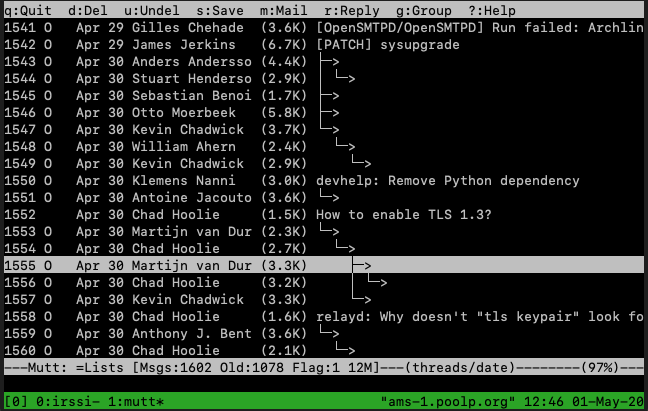 q:Quit  d:Del  u:Undel  s:Save  m:Mail  r:Reply  g:Group  ?:Help
1541 O   Apr 29 Gilles Chehade  (3.6K) [OpenSMTPD/OpenSMTPD] Run failed: Archlin
1542 O   Apr 29 James Jerkins   (6.7K) [PATCH] sysupgrade
1543 O   Apr 30 Anders Andersso (4.4K) ├─>
1544 O   Apr 30 Stuart Henderso (2.9K) │ └─>
1545 O   Apr 30 Sebastian Benoi (1.7K) ├─>
1546 O   Apr 30 Otto Moerbeek   (5.8K) ├─>
1547 O   Apr 30 Kevin Chadwick  (3.7K) └─>
1548 O   Apr 30 William Ahern   (2.4K)   └─>
1549 O   Apr 30 Kevin Chadwick  (2.9K)     └─>
1550 O   Apr 30 Klemens Nanni   (3.0K) devhelp: Remove Python dependency
1551 O   Apr 30 Antoine Jacouto (3.6K) └─>
1552     Apr 30 Chad Hoolie     (1.5K) How to enable TLS 1.3?
1553 O   Apr 30 Martijn van Dur (2.3K) └─>
1554 O   Apr 30 Chad Hoolie     (2.7K)   └─>
1555 O   Apr 30 Martijn van Dur (3.3K)     ├─>
1556 O   Apr 30 Chad Hoolie     (3.2K)     │ └─>
1557 O   Apr 30 Kevin Chadwick  (3.3K)     └─>
1558 O   Apr 30 Chad Hoolie     (1.6K) relayd: Why doesn't "tls keypair" look fo
1559 O   Apr 30 Anthony J. Bent (3.6K) └─>
1560 O   Apr 30 Chad Hoolie     (2.1K)   └─>
---Mutt: =Lists [Msgs:1602 Old:1078 Flag:1 12M]---(threads/date)--------(97%)---
[0] 0:irssi- 1:mutt*                         "ams-1.poolp.org" 12:46 01-May-20